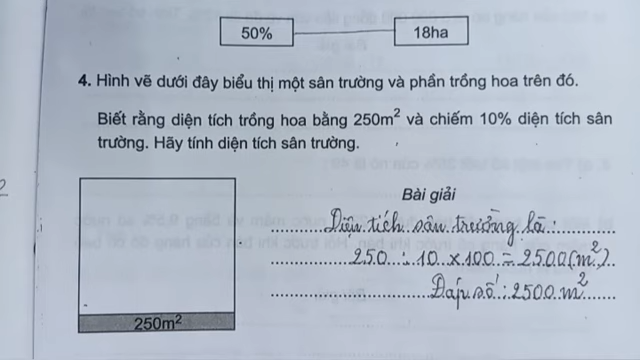 50% 18ha
4. Hình vẽ dưới đây biểu thị một sân trường và phần trồng hoa trên đó.
Biết rằng diện tích trồng hoa bằng 250m² và chiếm 10% diện tích sân
trường. Hãy tính diện tích sân trường.
Bài giải
Diện tích sân trường là:
250 : 10 × 100 = 2500 (m²)
Đáp số : 2500 m²
250m²